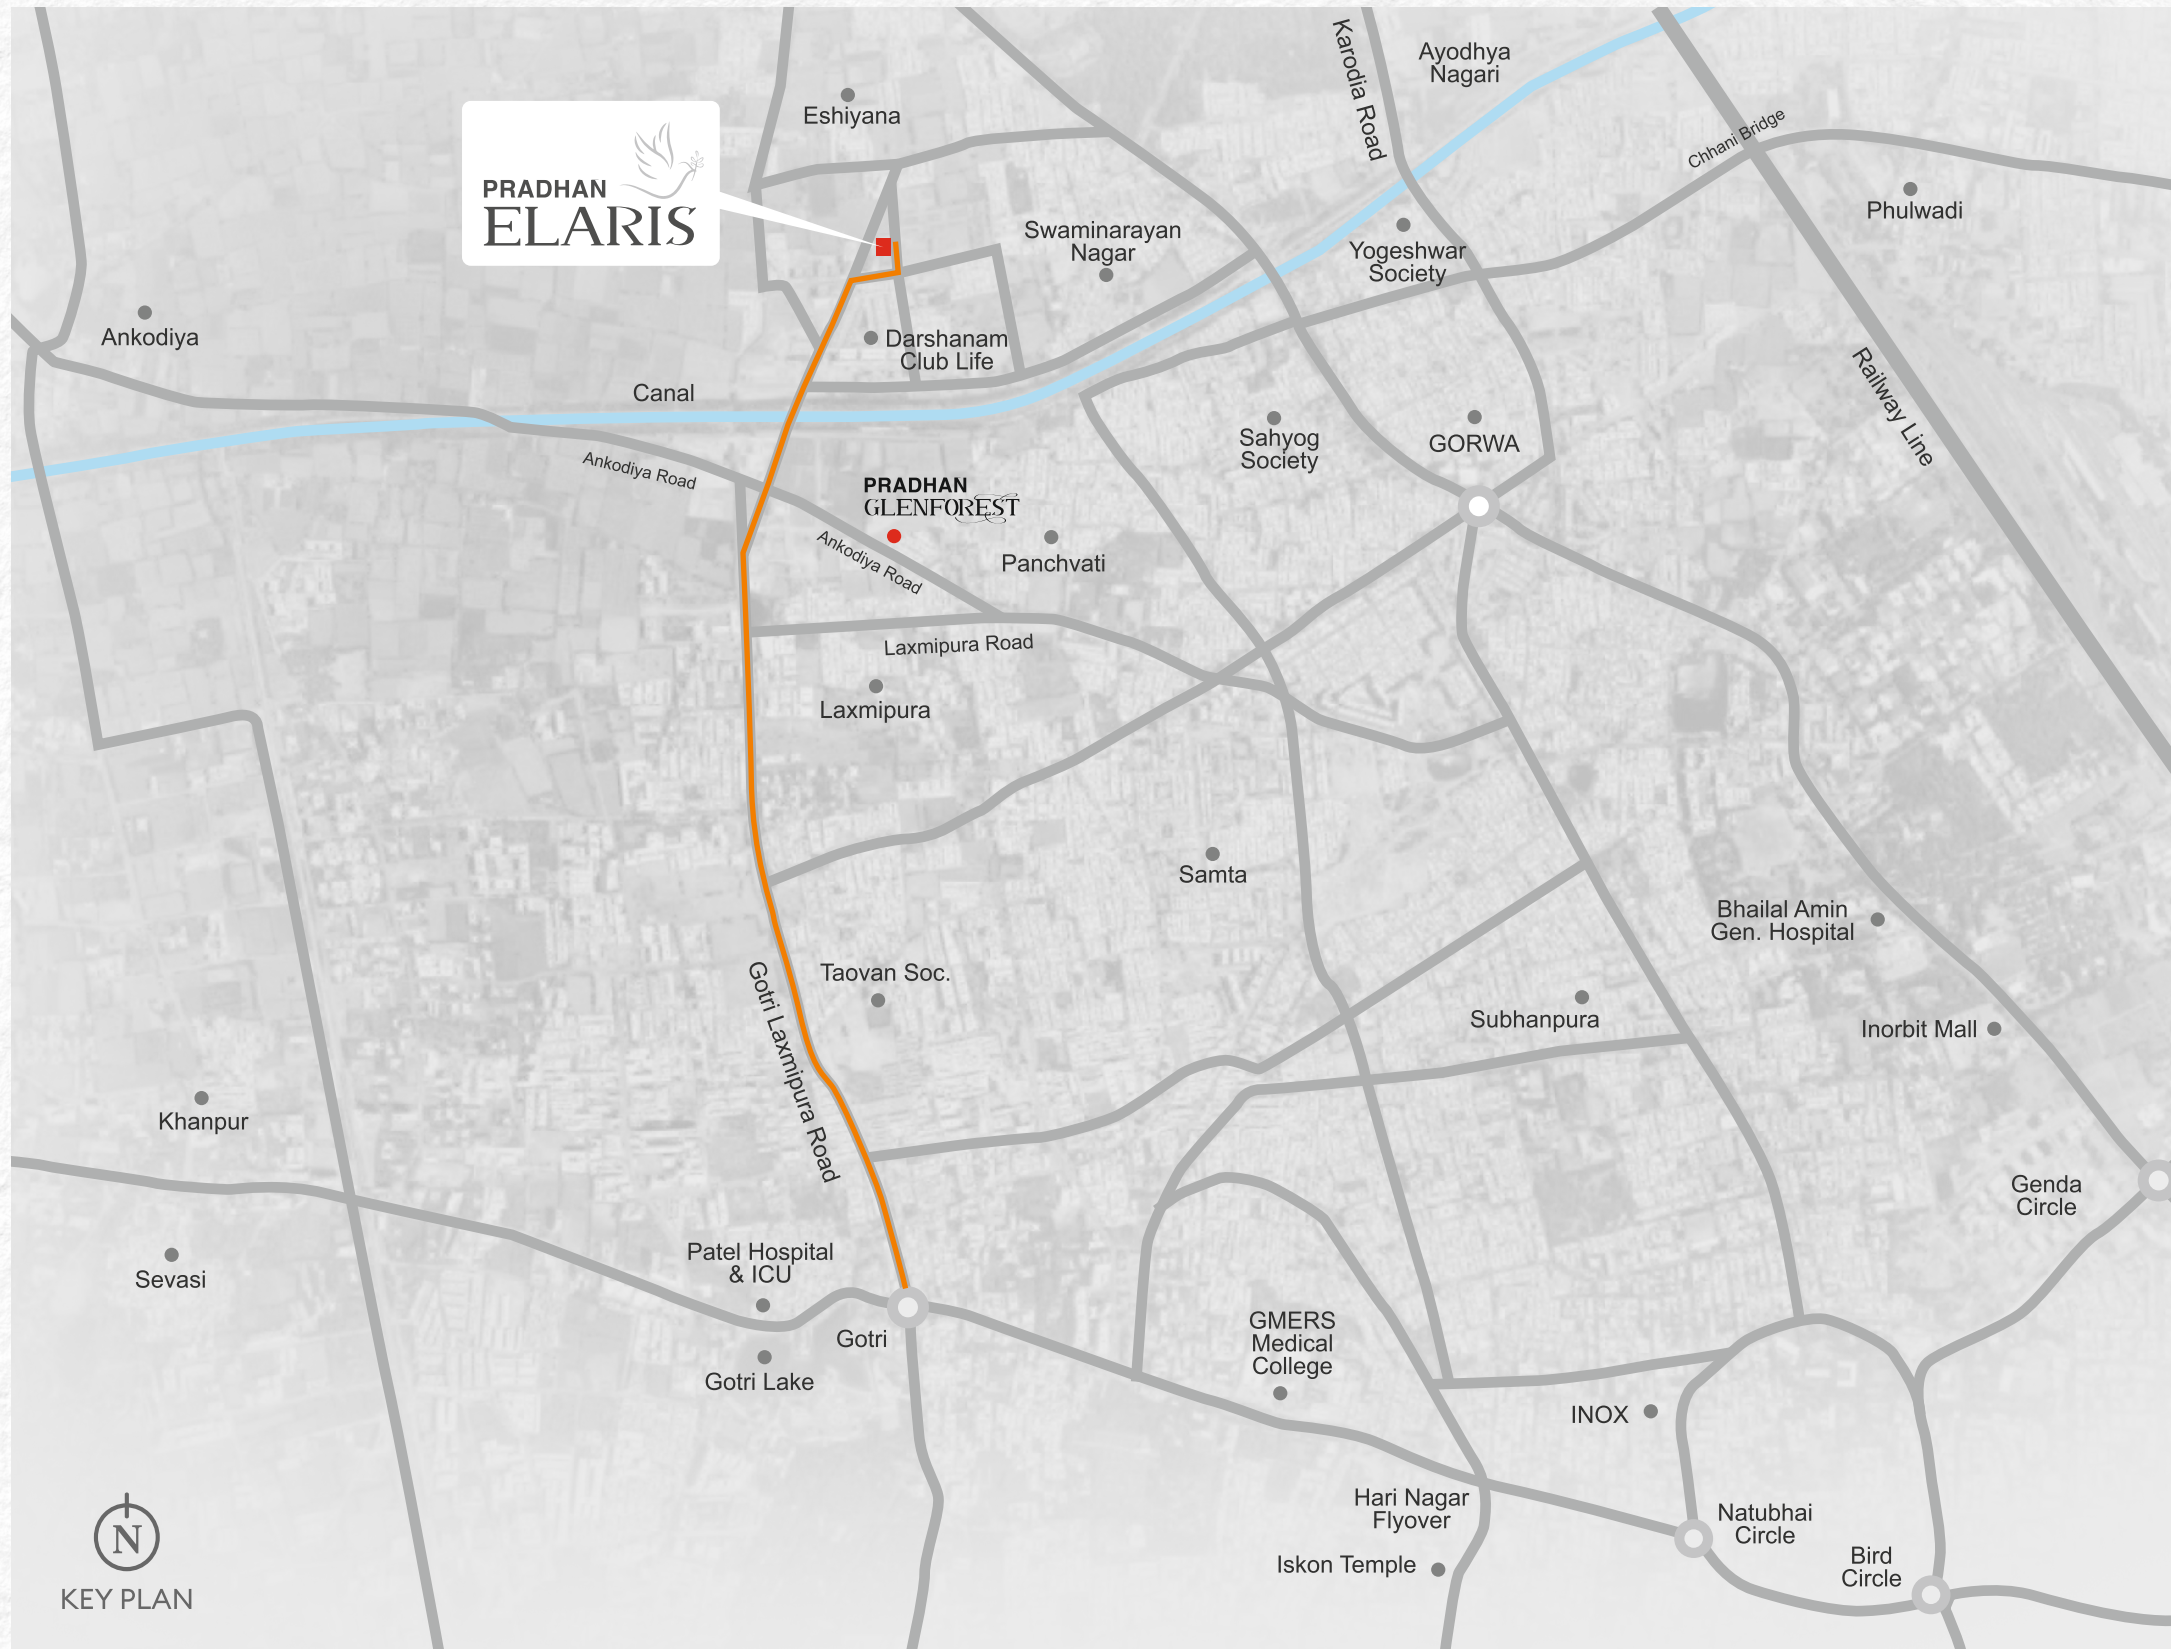 Karodia Road
Ayodhya
Nagari
Eshiyana
Chhani Bridge
PRADHAN
ELARIS
Phulwadi
Swaminarayan
Nagar
Yogeshwar
Society
Ankodiya
Darshanam
Club Life
Canal
Railway Line
Sahyog
Society
GORWA
Ankodiya Road
PRADHAN
GLENFOREST
Ankodiya Road
Panchvati
Laxmipura Road
Laxmipura
Samta
Bhailal Amin
Gen. Hospital
Taovan Soc.
Gotri Laxmipura Road
Subhanpura
Inorbit Mall
Khanpur
Genda
Circle
Sevasi
Patel Hospital
& ICU
Gotri
GMERS
Medical
College
Gotri Lake
INOX
Hari Nagar
Flyover
Natubhai
Circle
Iskon Temple
Bird
Circle
N
KEY PLAN